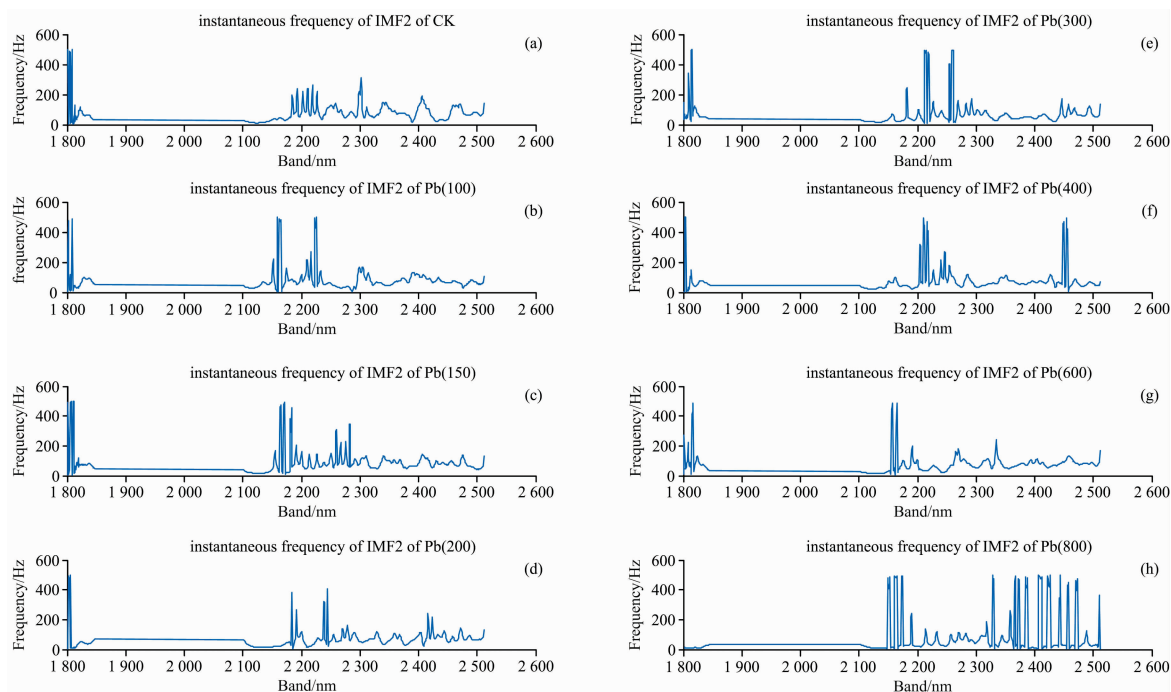 instantaneous frequency of IMF2 of CK
(a)
Frequency/Hz
600
400
200
0
1 800 1 900 2 000 2 100 2 200 2 300 2 400 2 500 2 600
Band/nm
instantaneous frequency of IMF2 of Pb(100)
(b)
frequency/Hz
600
400
200
0
1 800 1 900 2 000 2 100 2 200 2 300 2 400 2 500 2 600
Band/nm
instantaneous frequency of IMF2 of Pb(150)
(c)
Frequency/Hz
600
400
200
0
1 800 1 900 2 000 2 100 2 200 2 300 2 400 2 500 2 600
Band/nm
instantaneous frequency of IMF2 of Pb(200)
(d)
Frequency/Hz
600
400
200
0
1 800 1 900 2 000 2 100 2 200 2 300 2 400 2 500 2 600
Band/nm
instantaneous frequency of IMF2 of Pb(300)
(e)
Frequency/Hz
600
400
200
0
1 800 1 900 2 000 2 100 2 200 2 300 2 400 2 500 2 600
Band/nm
instantaneous frequency of IMF2 of Pb(400)
(f)
Frequency/Hz
600
400
200
0
1 800 1 900 2 000 2 100 2 200 2 300 2 400 2 500 2 600
Band/nm
instantaneous frequency of IMF2 of Pb(600)
(g)
Frequency/Hz
600
400
200
0
1 800 1 900 2 000 2 100 2 200 2 300 2 400 2 500 2 600
Band/nm
instantaneous frequency of IMF2 of Pb(800)
(h)
Frequency/Hz
600
400
200
0
1 800 1 900 2 000 2 100 2 200 2 300 2 400 2 500 2 600
Band/nm